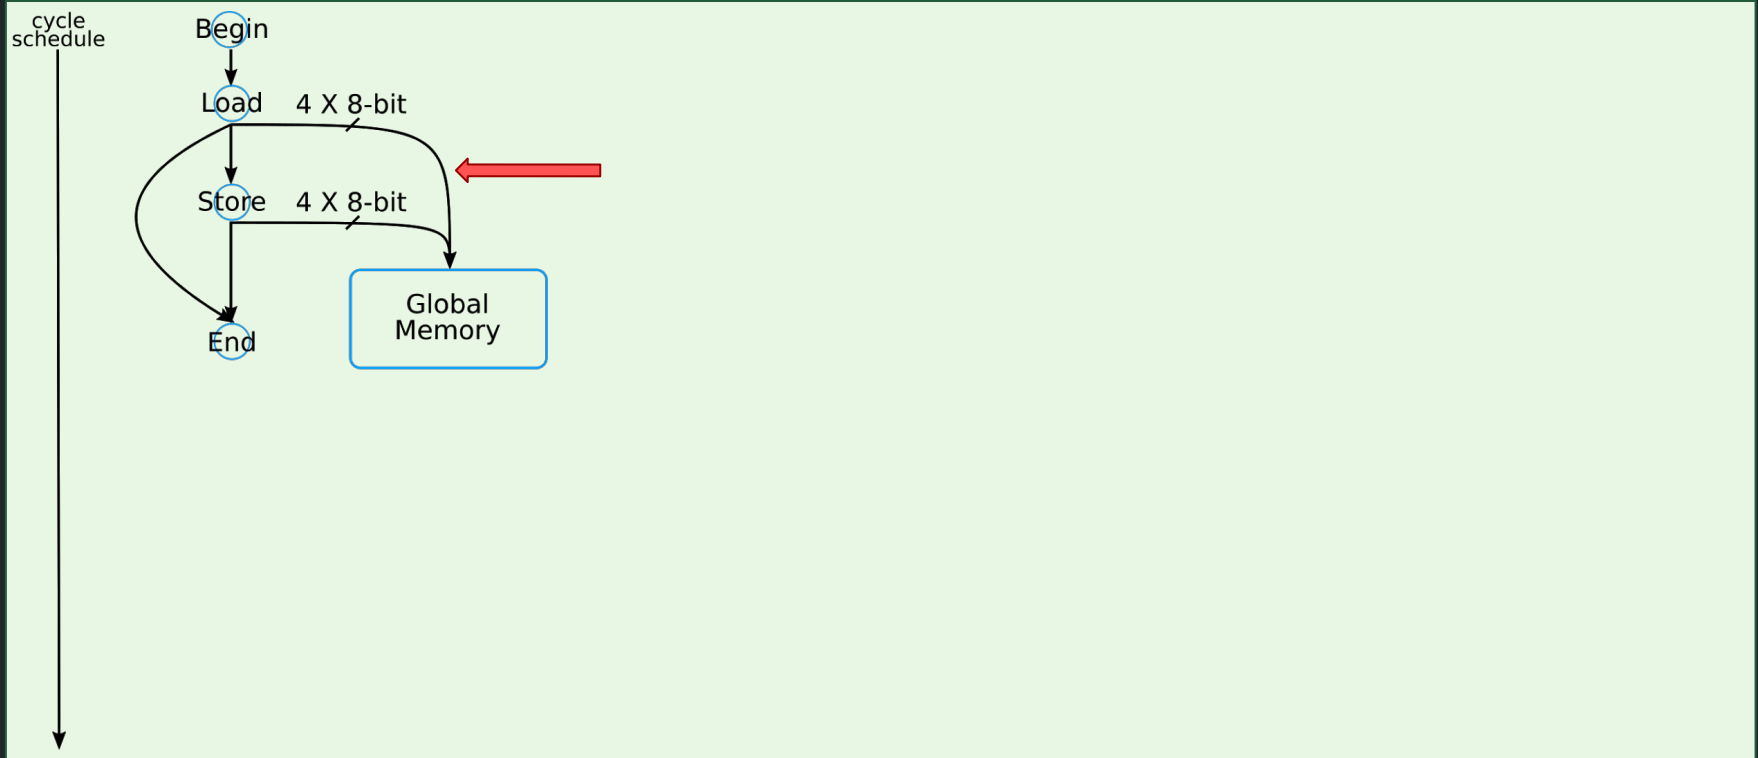 cycle
schedule
Begin
Load
4 X 8-bit
Store
4 X 8-bit
Global
Memory
End